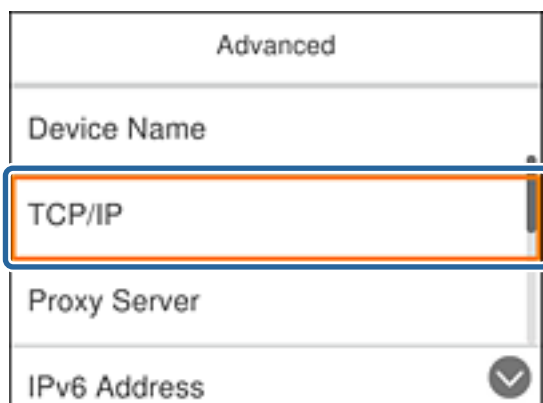 Advanced
Device Name
TCP/IP
Proxy Server
IPv6 Address